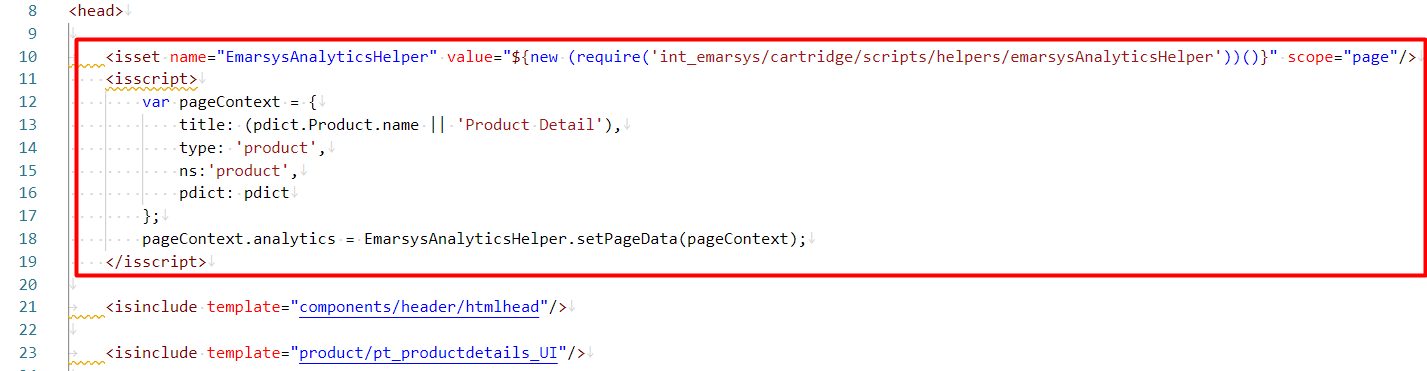 8 <head>
9
10 <isset name="EmarsysAnalyticsHelper" value="${new (require('int_emarsys/cartridge/scripts/helpers/emarsysAnalyticsHelper'))()}" scope="page"/>
11 <isscript>
12 var pageContext = {
13 title: (pdict.Product.name || 'Product Detail'),
14 type: 'product',
15 ns:'product',
16 pdict: pdict
17 };
18 pageContext.analytics = EmarsysAnalyticsHelper.setPageData(pageContext);
19 </isscript>
20
21 <isinclude template="components/header/htmlhead"/>
22
23 <isinclude template="product/pt_productdetails_UI"/>